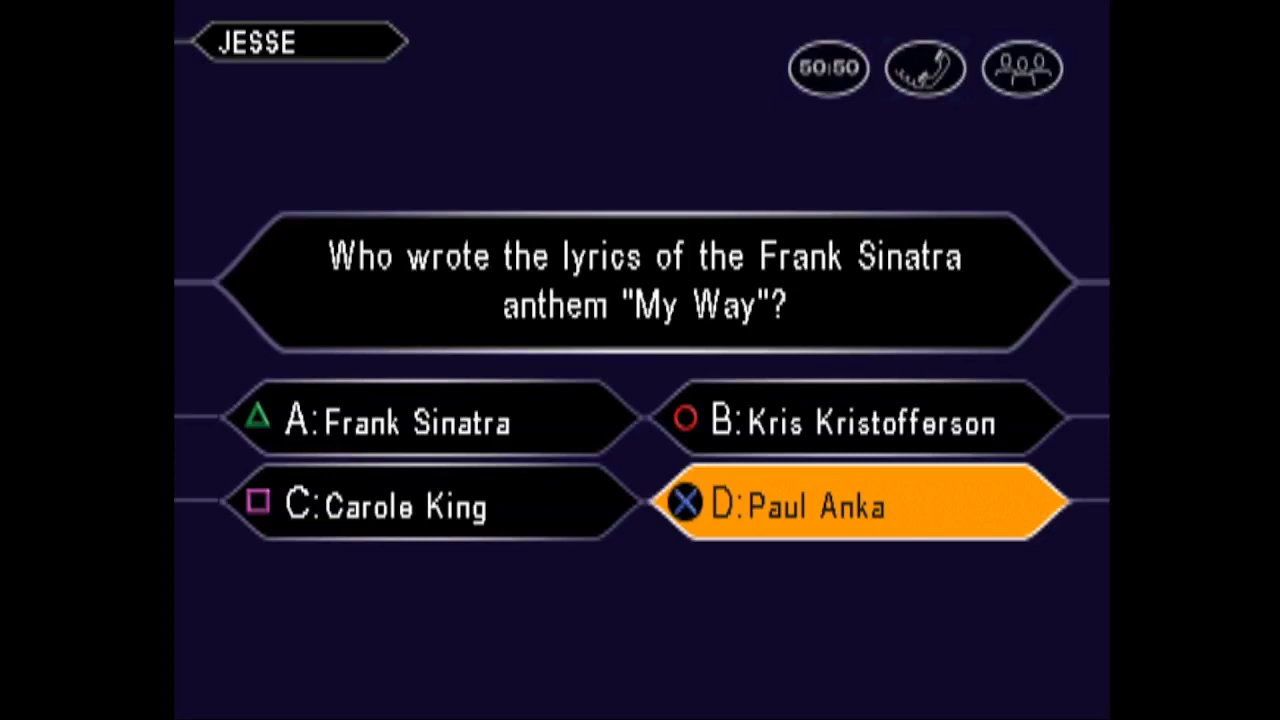 JESSE
50:50
Who wrote the lyrics of the Frank Sinatra
anthem "My Way"?
A: Frank Sinatra
B: Kris Kristofferson
C: Carole King
D: Paul Anka